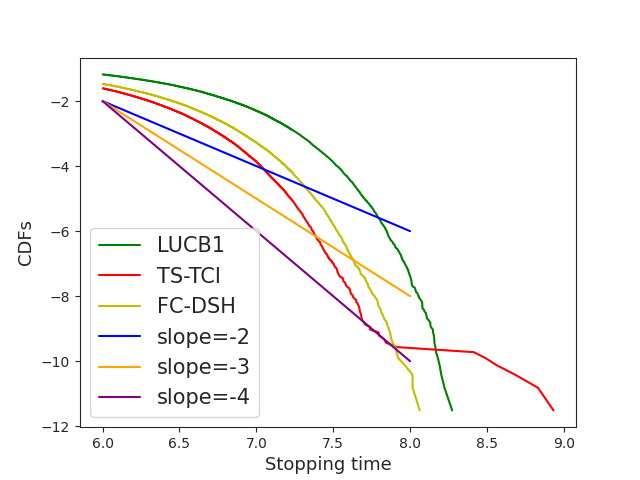 −2
−4
−6
−8
−10
−12
CDFs
LUCB1
TS-TCI
FC-DSH
slope=-2
slope=-3
slope=-4
6.0 6.5 7.0 7.5 8.0 8.5 9.0
Stopping time